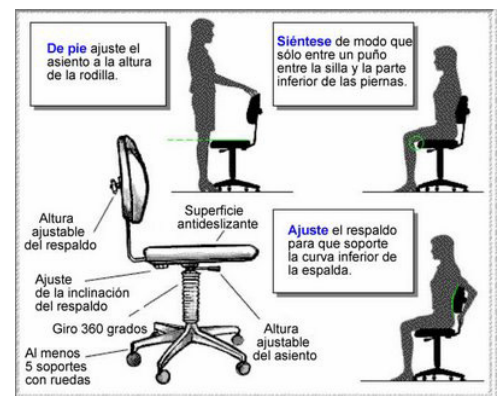 De pie ajuste el
asiento a la altura
de la rodilla.
Siéntese de modo que
sólo entre un puño
entre la silla y la parte
inferior de las piernas.
Altura
ajustable
del respaldo
Superficie
antideslizante
Ajuste el respaldo
para que soporte
la curva inferior de
la espalda.
Ajuste
de la inclinación
del respaldo
Giro 360 grados
Altura
ajustable
del asiento
Al menos
5 soportes
con ruedas